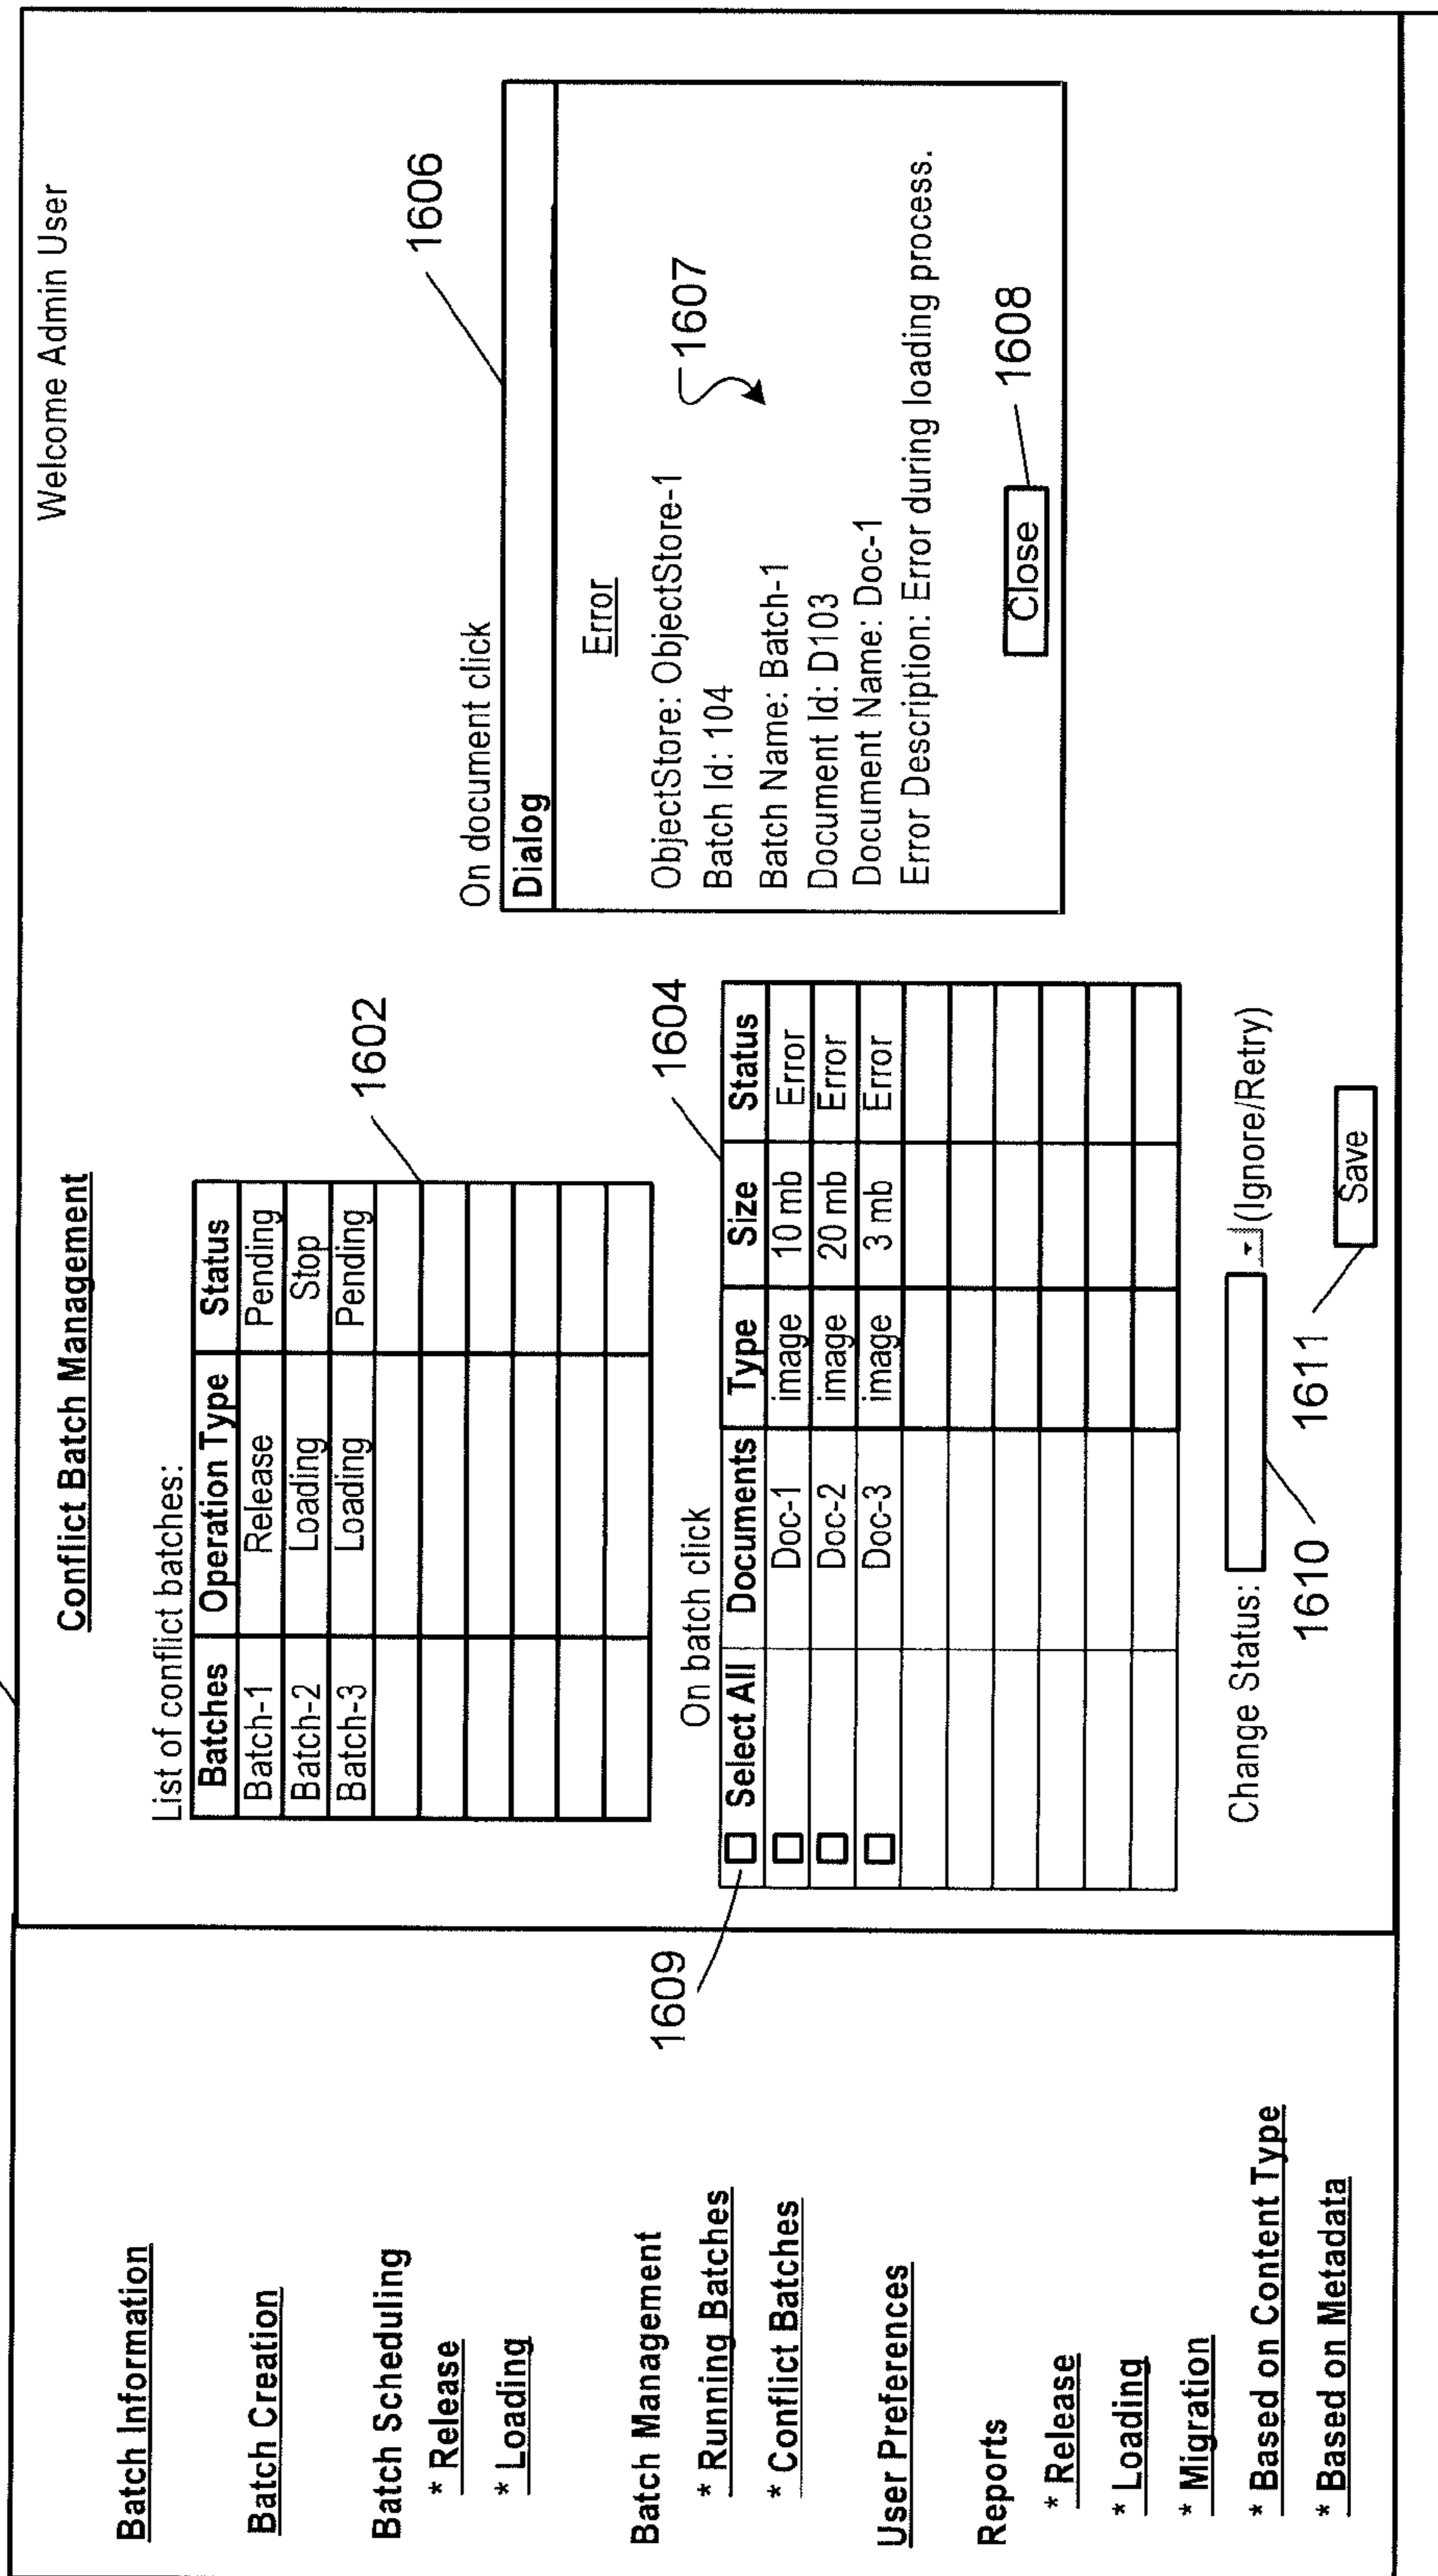 Welcome Admin User
Batch Information
Batch Creation
Batch Scheduling
* Release
* Loading
Batch Management
* Running Batches
* Conflict Batches
User Preferences
Reports
* Release
* Loading
* Migration
* Based on Content Type
* Based on Metadata
Conflict Batch Management
List of conflict batches:
Batches Operation Type Status
Batch-1 Release Pending
Batch-2 Loading Stop
Batch-3 Loading Pending
1602
On batch click
1604
1609
Select All Documents Type Size Status
Doc-1 image 10 mb Error
Doc-2 image 20 mb Error
Doc-3 image 3 mb Error
Change Status: (Ignore/Retry)
1610
1611
Save
On document click
1606
Dialog
Error
ObjectStore: ObjectStore-1
Batch Id: 104
1607
Batch Name: Batch-1
Document Id: D103
Document Name: Doc-1
Error Description: Error during loading process.
Close
1608